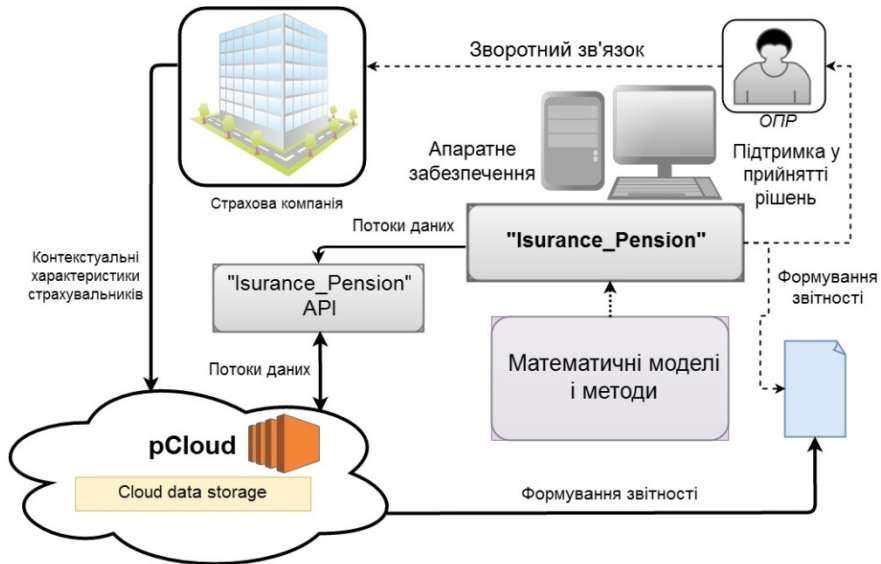 Зворотний зв'язок
ОПР
Апаратне
забезпечення
Підтримка у
прийнятті
рішень
Страхова компанія
Потоки даних
"Isurance_Pension"
Контекстуальні
характеристики
страхувальників
"Isurance_Pension"
API
Формування
звітності
Математичні моделі
і методи
Потоки даних
pCloud
Cloud data storage
Формування звітності